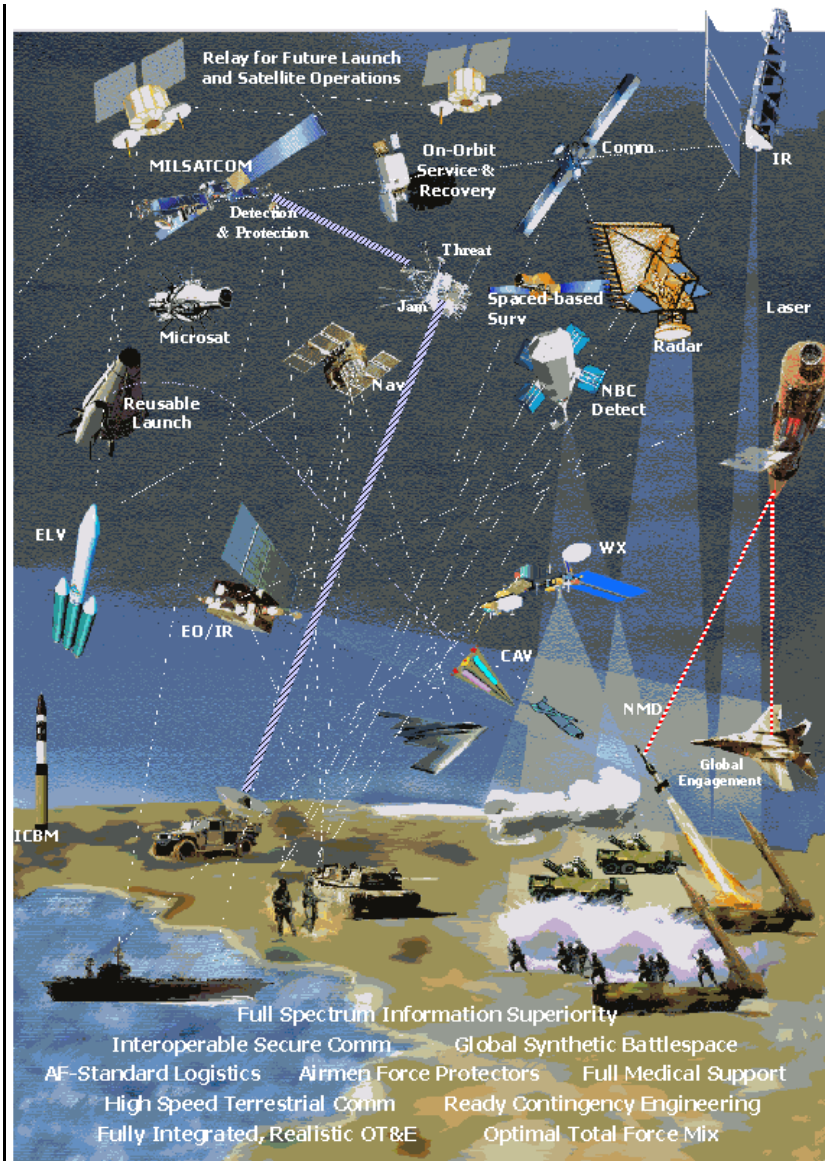 Relay for Future Launch
and Satellite Operations
MILSATCOM
On-Orbit
Service &
Recovery
Comm
IR
Detection
& Protection
Threat
Jam
Spaced-based
Surv
Radar
Laser
Microsat
Nav
NBC
Detect
Reusable
Launch
ELV
WX
EO/IR
CAV
NMD
Global
Engagement
ICBM
Full Spectrum Information Superiority
Interoperable Secure Comm Global Synthetic Battlespace
AF-Standard Logistics Airmen Force Protectors Full Medical Support
High Speed Terrestrial Comm Ready Contingency Engineering
Fully Integrated, Realistic OT&E Optimal Total Force Mix